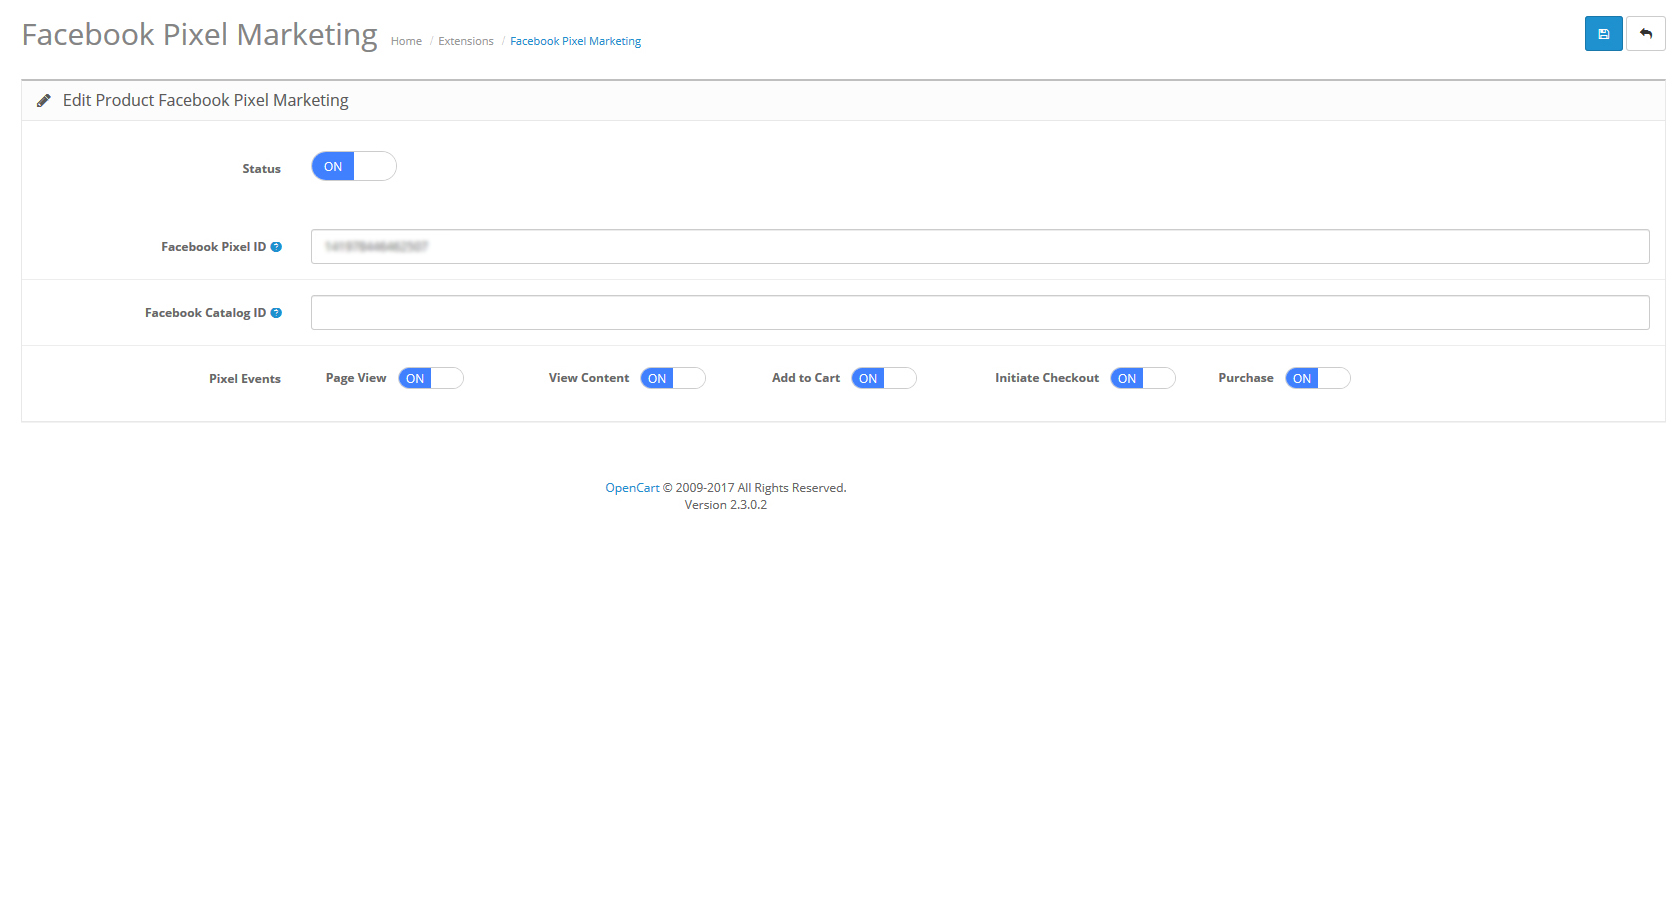 Facebook Pixel Marketing
Home / Extensions / Facebook Pixel Marketing
Edit Product Facebook Pixel Marketing
Status ON
Facebook Pixel ID ?
Facebook Catalog ID ?
Pixel Events Page View ON View Content ON Add to Cart ON Initiate Checkout ON Purchase ON
OpenCart © 2009-2017 All Rights Reserved.
Version 2.3.0.2